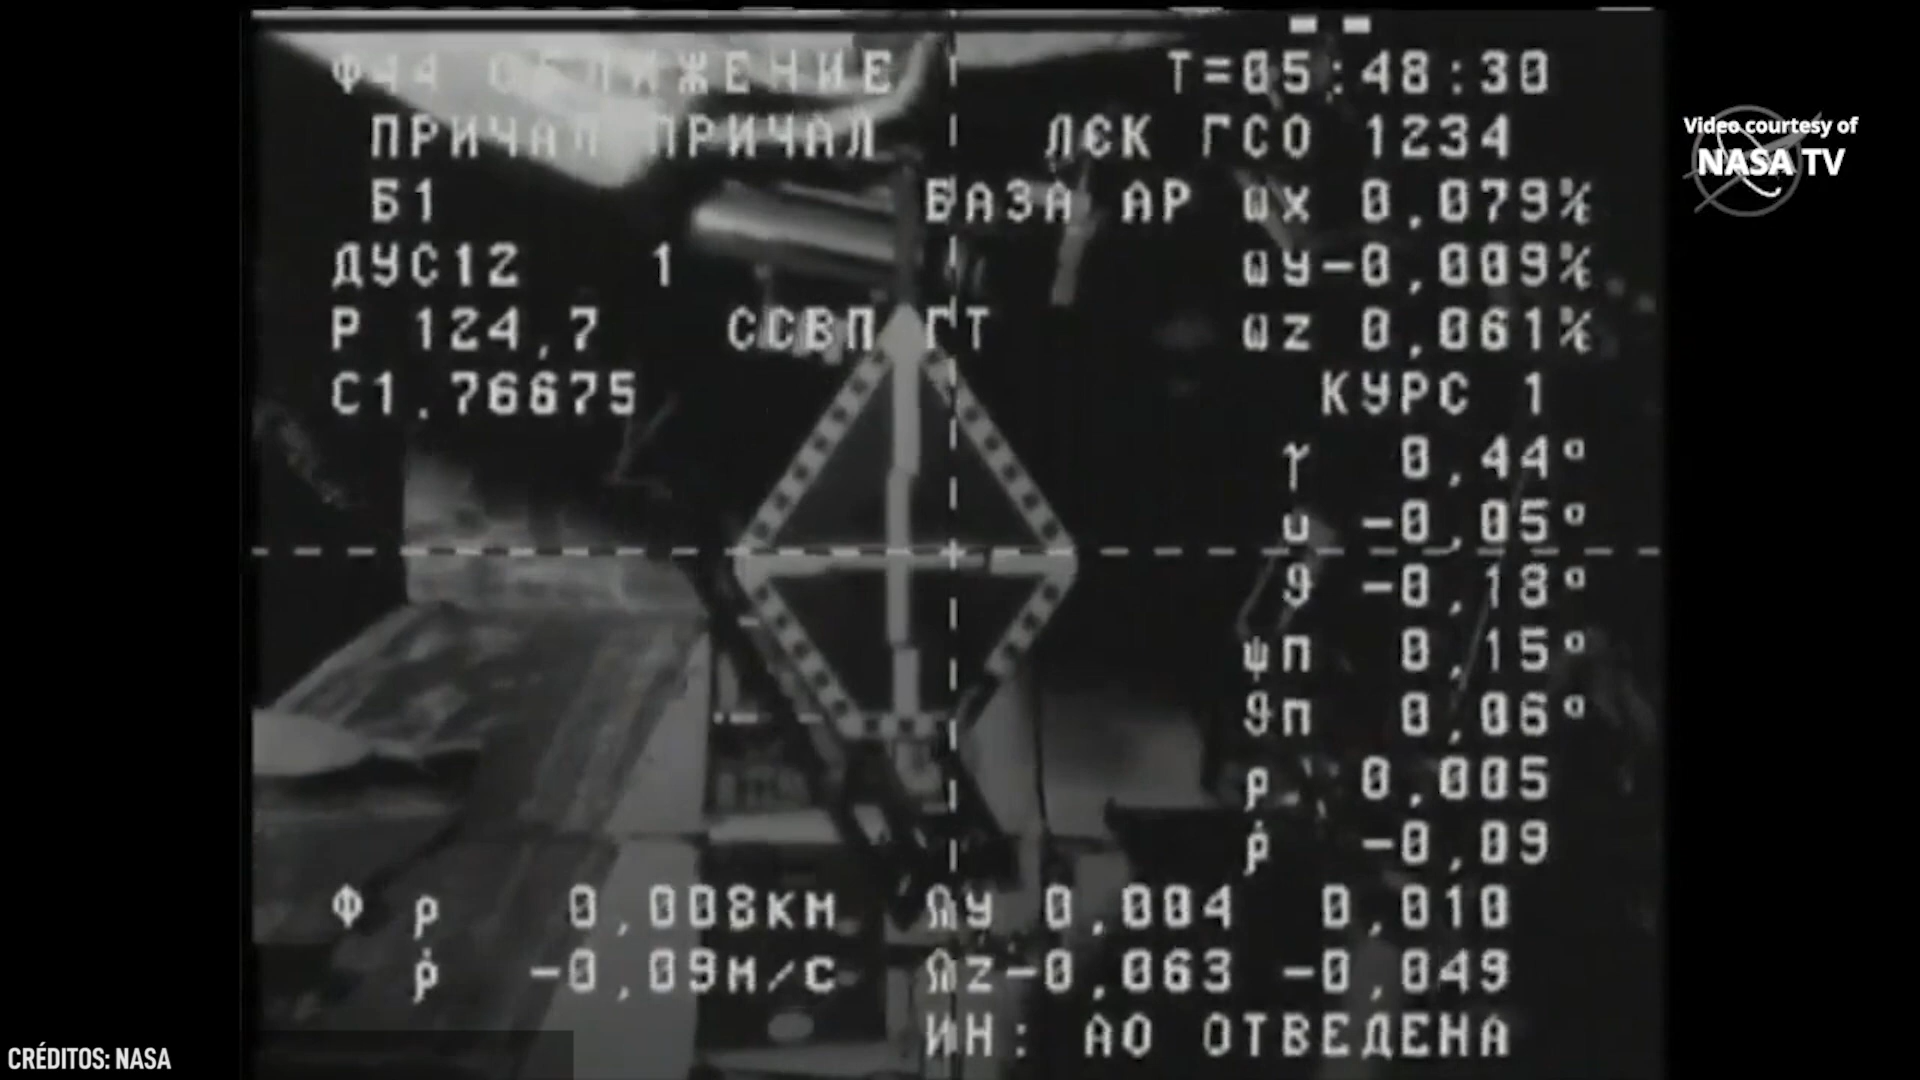 Ф44 СБЛИЖЕНИЕ T=05:48:30
ПРИЧАЛ ПРИЧАЛ ЛЄК ГСО 1234
Б1 БАЗА АР ωx 0,079%
ДУС12 1 ωy-0,009%
Р 124,7 ССВП ГТ ωz 0,061%
С1.76675 КУРС 1
γ 0,44°
υ -0,05°
ϑ -0,18°
ψп 0,15°
ϑп 0,06°
ρ 0,005
ρ̇ -0,09
Ф ρ 0,008км Ωy 0,004 0,010
ρ̇ -0,09м/с Ωz-0,063 -0,049
ИН: АО ОТВЕДЕНА
Video courtesy of
NASA TV
CRÉDITOS: NASA